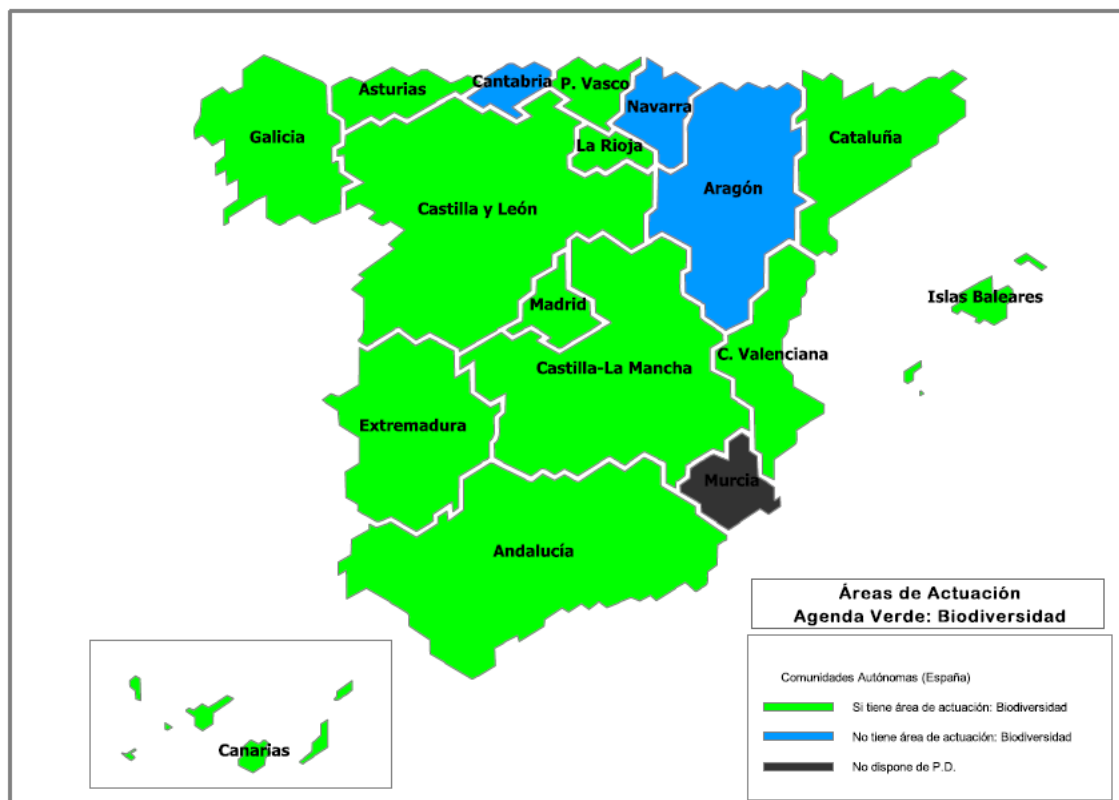 Cantabria
P. Vasco
Asturias
Navarra
Galicia
La Rioja
Cataluña
Aragón
Castilla y León
Islas Baleares
Madrid
C. Valenciana
Castilla-La Mancha
Extremadura
Murcia
Andalucía
Canarias
Áreas de Actuación
Agenda Verde: Biodiversidad
Comunidades Autónomas (España)
Si tiene área de actuación: Biodiversidad
No tiene área de actuación: Biodiversidad
No dispone de P.D.